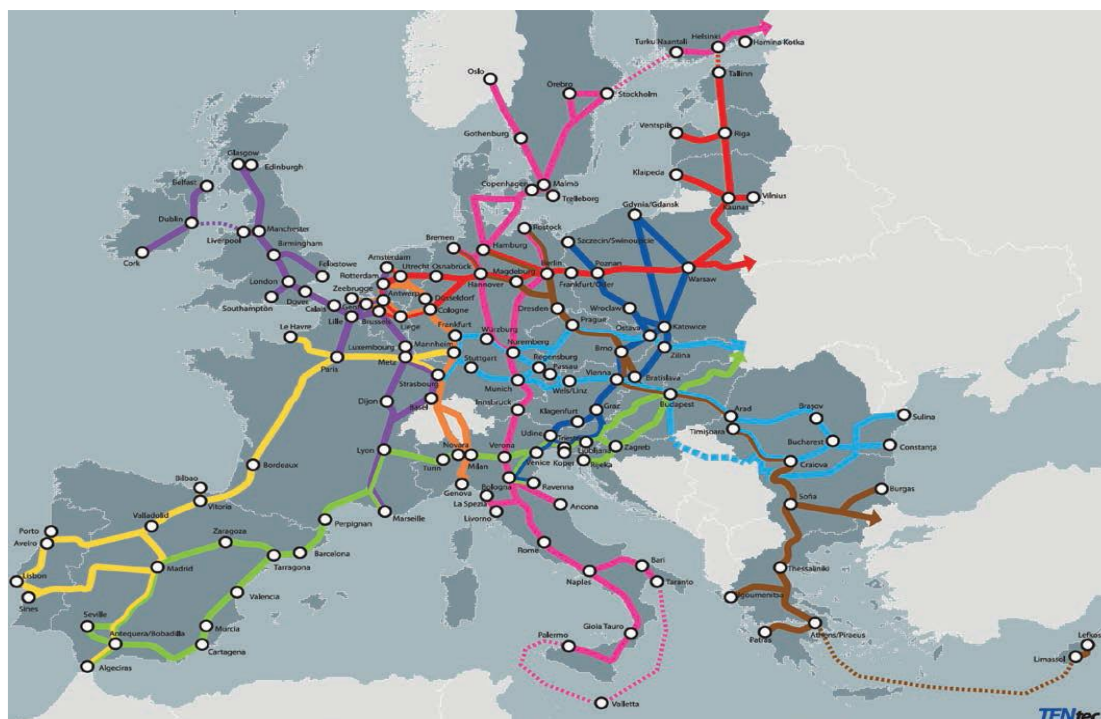 Helsinki
Turku Naantali
Hamina Kotka
Oslo
Örebro
Stockholm
Tallinn
Gothenburg
Ventspils
Riga
Glasgow
Edinburgh
Klaipeda
Belfast
Copenhagen
Malmö
Vilnius
Trelleborg
Kaunas
Gdynia/Gdansk
Dublin
Liverpool
Manchester
Rostock
Szczecin/Swinoujscie
Bremen
Hamburg
Birmingham
Cork
Amsterdam
Felixstowe
Utrecht
Osnabrück
Berlin
Poznan
Rotterdam
Magdeburg
Warsaw
London
Zeebrugge
Hannover
Frankfurt/Oder
Dover
Antwerp
Düsseldorf
Southampton
Calais
Cologne
Dresden
Wroclaw
Lille
Brussels
Liege
Prague
Katowice
Le Havre
Frankfurt
Würzburg
Ostava
Luxembourg
Mannheim
Nuremberg
Brno
Zilina
Paris
Metz
Stuttgart
Regensburg
Passau
Strasbourg
Munich
Wels/Linz
Vienna
Bratislava
Dijon
Basel
Innsbruck
Budapest
Graz
Klagenfurt
Arad
Braşov
Sulina
Timişoara
Udine
Novara
Verona
Ljubljana
Zagreb
Bucharest
Constanţa
Lyon
Turin
Milan
Venice
Koper
Rijeka
Craiova
Bordeaux
Genova
Bologna
Ravenna
Bilbao
La Spezia
Ancona
Sofia
Burgas
Vitoria
Livorno
Marseille
Porto
Valladolid
Zaragoza
Perpignan
Aveiro
Rome
Bari
Madrid
Tarragona
Barcelona
Thessaloniki
Lisbon
Naples
Taranto
Sines
Valencia
Igoumenitsa
Seville
Murcia
Gioia Tauro
Palermo
Patras
Athens/Piraeus
Antequera/Bobadilla
Cartagena
Lefkosia
Limassol
Algeciras
Valletta
TENtec